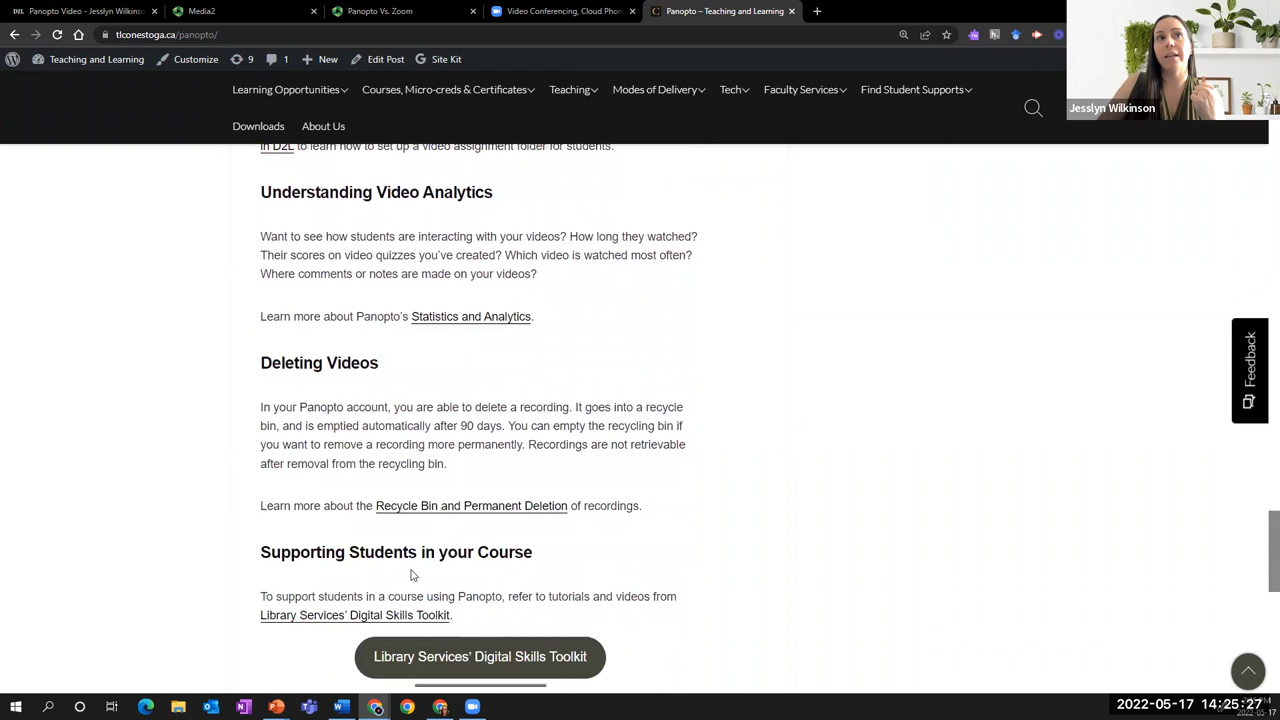 D2L Panopto Video - Jesslyn Wilkins
Media2
Panopto Vs. Zoom
Video Conferencing, Cloud Phon
Panopto – Teaching and Learning
tlconestoga.ca/panopto/
Teaching and Learning
Customize
9
1
New
Edit Post
Site Kit
Jesslyn Wilkinson
Learning Opportunities
Courses, Micro-creds & Certificates
Teaching
Modes of Delivery
Tech
Faculty Services
Find Student Supports
Downloads
About Us
in D2L to learn how to set up a video assignment folder for students.
Understanding Video Analytics
Want to see how students are interacting with your videos? How long they watched?
Their scores on video quizzes you've created? Which video is watched most often?
Where comments or notes are made on your videos?
Learn more about Panopto's Statistics and Analytics.
Feedback
Deleting Videos
In your Panopto account, you are able to delete a recording. It goes into a recycle
bin, and is emptied automatically after 90 days. You can empty the recycling bin if
you want to remove a recording more permanently. Recordings are not retrievable
after removal from the recycling bin.
Learn more about the Recycle Bin and Permanent Deletion of recordings.
Supporting Students in your Course
To support students in a course using Panopto, refer to tutorials and videos from
Library Services' Digital Skills Toolkit.
Library Services' Digital Skills Toolkit
2022-05-17 14:25:27
2022-05-17